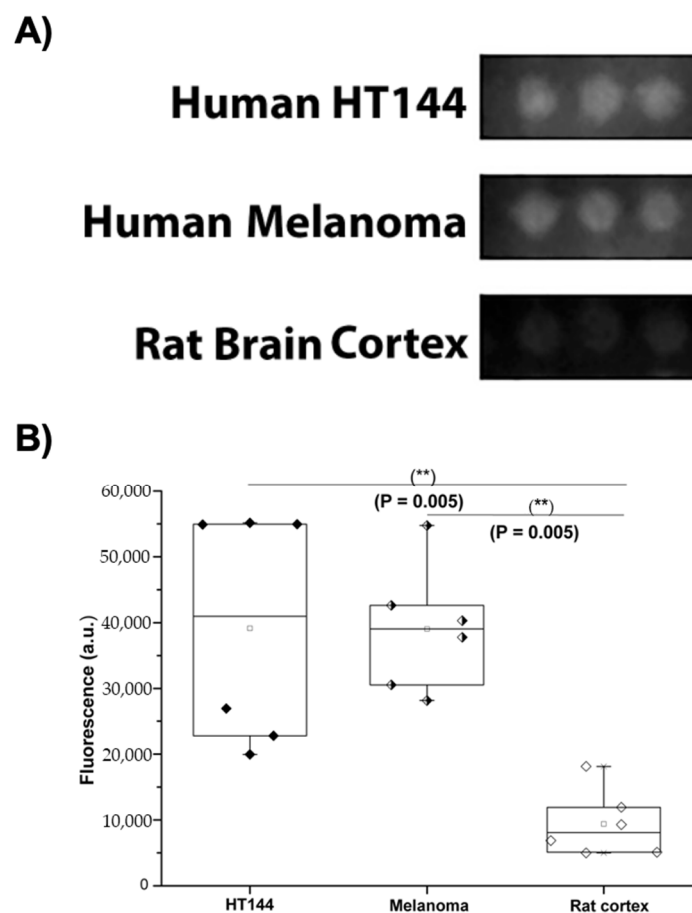 A)
Human HT144
Human Melanoma
Rat Brain Cortex
B)
(**)
(P = 0.005)
(**)
(P = 0.005)
60,000
50,000
40,000
30,000
20,000
10,000
0
Fluorescence (a.u.)
HT144 Melanoma Rat cortex